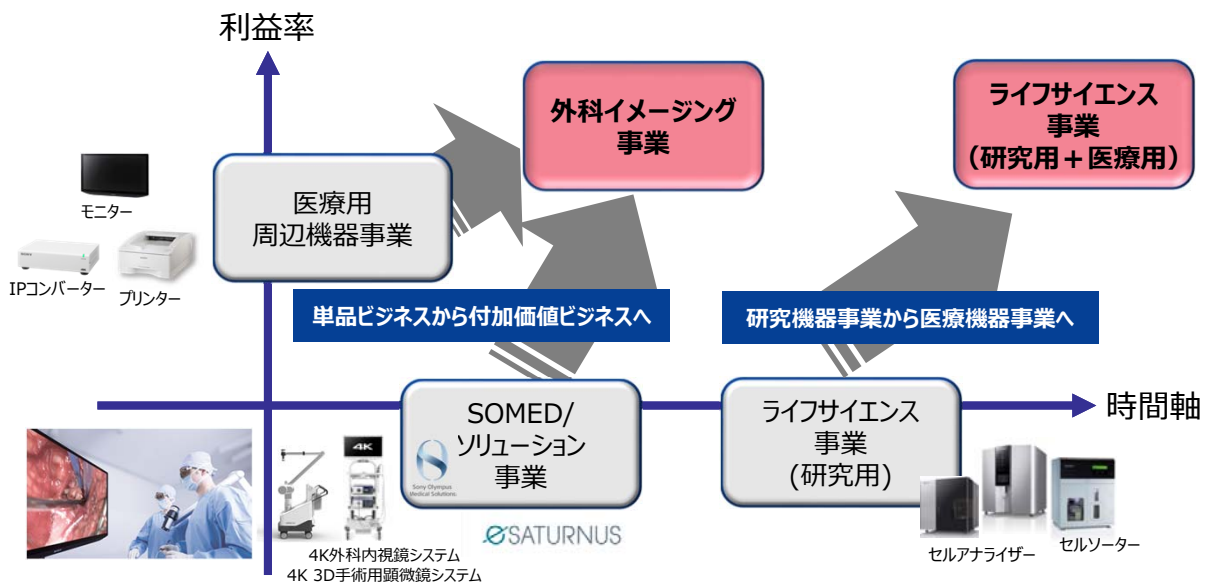 利益率
外科イメージング
事業
ライフサイエンス
事業
（研究用＋医療用）
医療用
周辺機器事業
モニター
IPコンバーター
プリンター
単品ビジネスから付加価値ビジネスへ
研究機器事業から医療機器事業へ
時間軸
SOMED/
ソリューション
事業
Sony Olympus
Medical Solutions
ライフサイエンス
事業
(研究用)
4K
eSATURNUS
4K外科内視鏡システム
4K 3D手術用顕微鏡システム
セルアナライザー
セルソーター